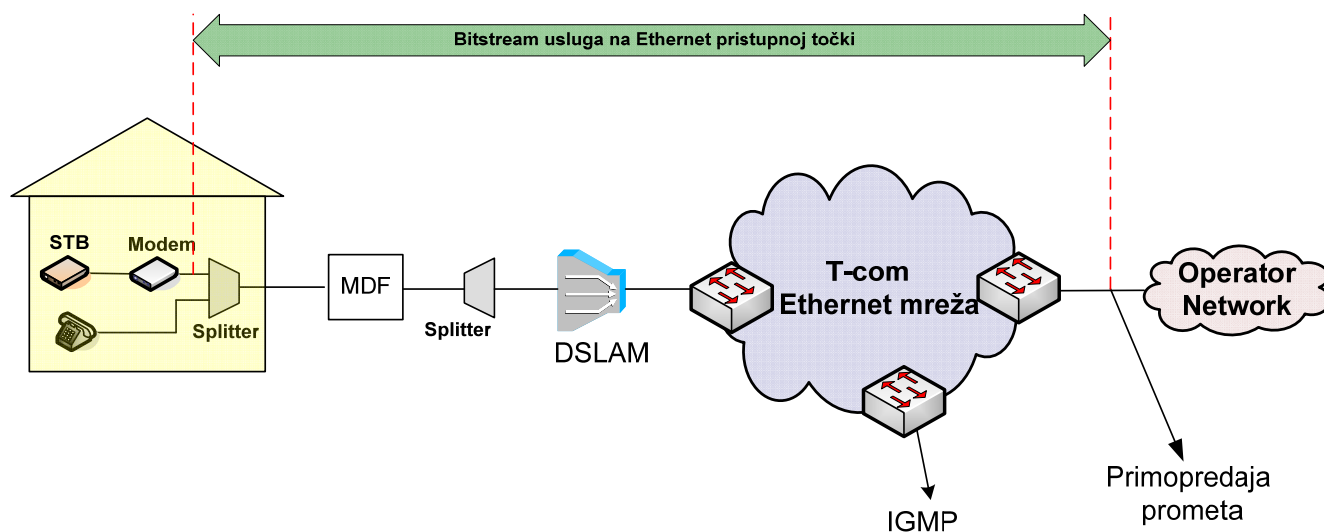 Bitstream usluga na Ethernet pristupnoj točki
STB
Modem
Splitter
MDF
Splitter
DSLAM
T-com
Ethernet mreža
Operator
Network
IGMP
Primopredaja
prometa